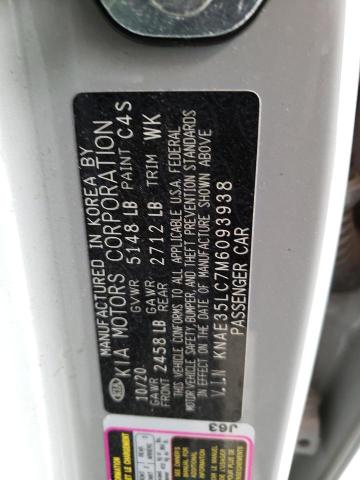 MANUFACTURED IN KOREA BY
KIA MOTORS CORPORATION
10/20 GVWR 5148 LB PAINT C4S
GAWR FRONT 2458 LB GAWR REAR 2712 LB TRIM WK
THIS VEHICLE CONFORMS TO ALL APPLICABLE U.S.A. FEDERAL
MOTOR VEHICLE SAFETY, BUMPER, AND THEFT PREVENTION STANDARDS
IN EFFECT ON THE DATE OF MANUFACTURE SHOWN ABOVE
V.I.N KNAE35LC7M6093938
PASSENGER CAR
KIA
J63